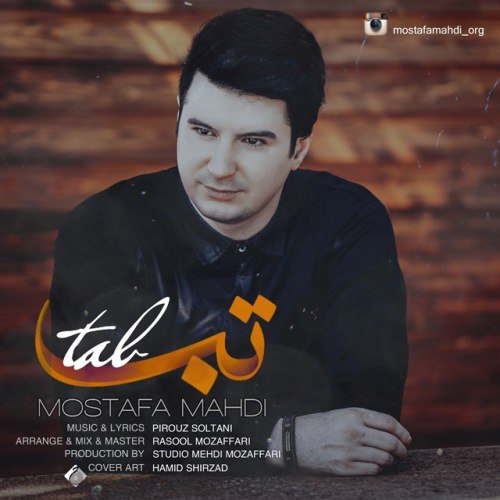 mostafamahdi_org
تب
tab
MOSTAFA MAHDI
MUSIC & LYRICS PIROUZ SOLTANI
ARRANGE & MIX & MASTER RASOOL MOZAFFARI
PRODUCTION BY STUDIO MEHDI MOZAFFARI
COVER ART HAMID SHIRZAD